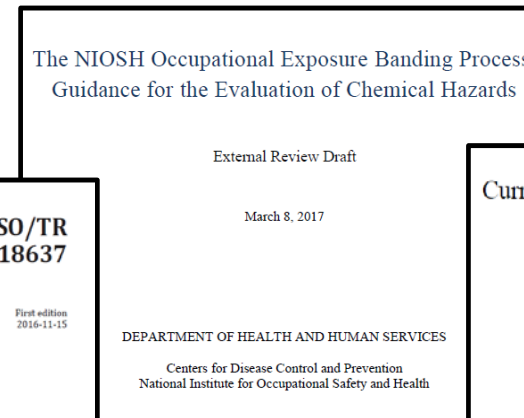 The NIOSH Occupational Exposure Banding Process
Guidance for the Evaluation of Chemical Hazards
External Review Draft
March 8, 2017
DEPARTMENT OF HEALTH AND HUMAN SERVICES
Centers for Disease Control and Prevention
National Institute for Occupational Safety and Health
SO/TR
18637
First edition
2016-11-15
Curr